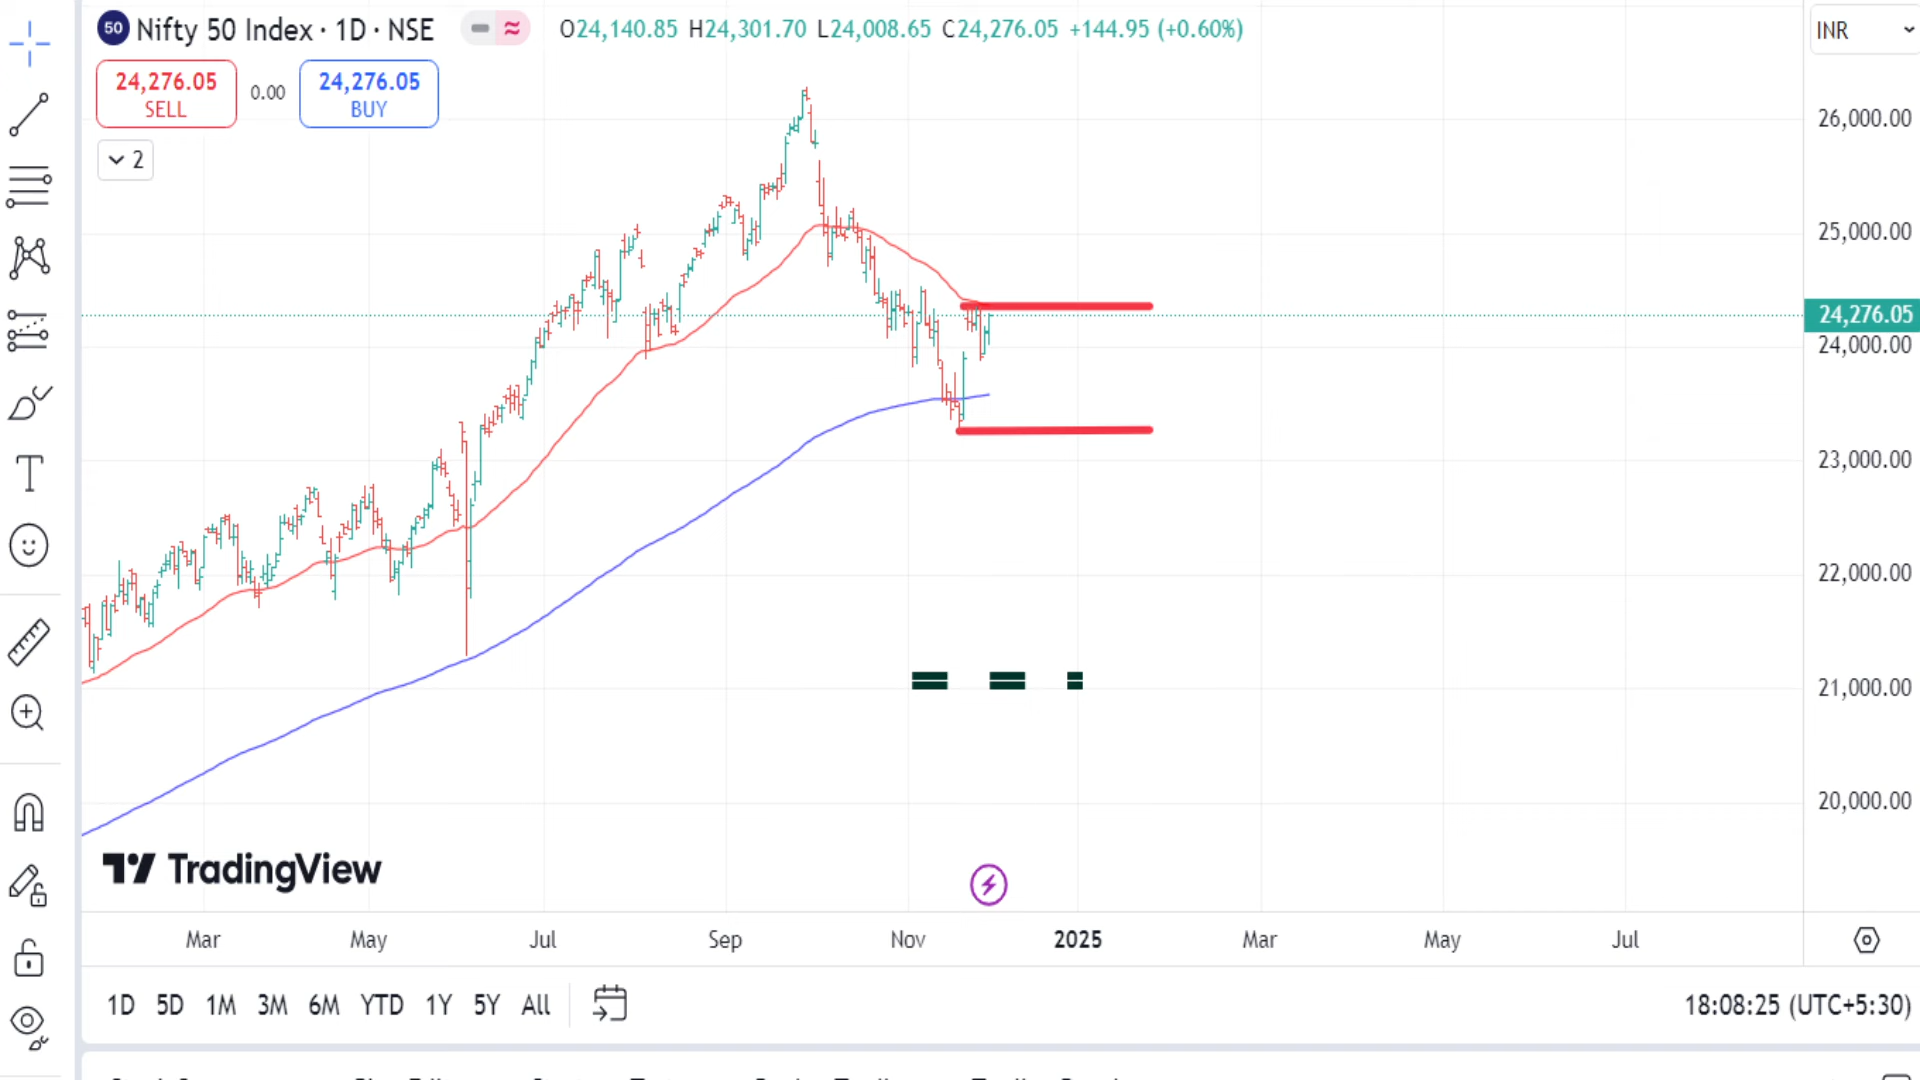 50 Nifty 50 Index · 1D · NSE
O24,140.85 H24,301.70 L24,008.65 C24,276.05 +144.95 (+0.60%)
INR
24,276.05
SELL
0.00
24,276.05
BUY
2
26,000.00
25,000.00
24,276.05
24,000.00
23,000.00
22,000.00
21,000.00
20,000.00
TradingView
Mar May Jul Sep Nov 2025 Mar May Jul
1D 5D 1M 3M 6M YTD 1Y 5Y All
18:08:25 (UTC+5:30)